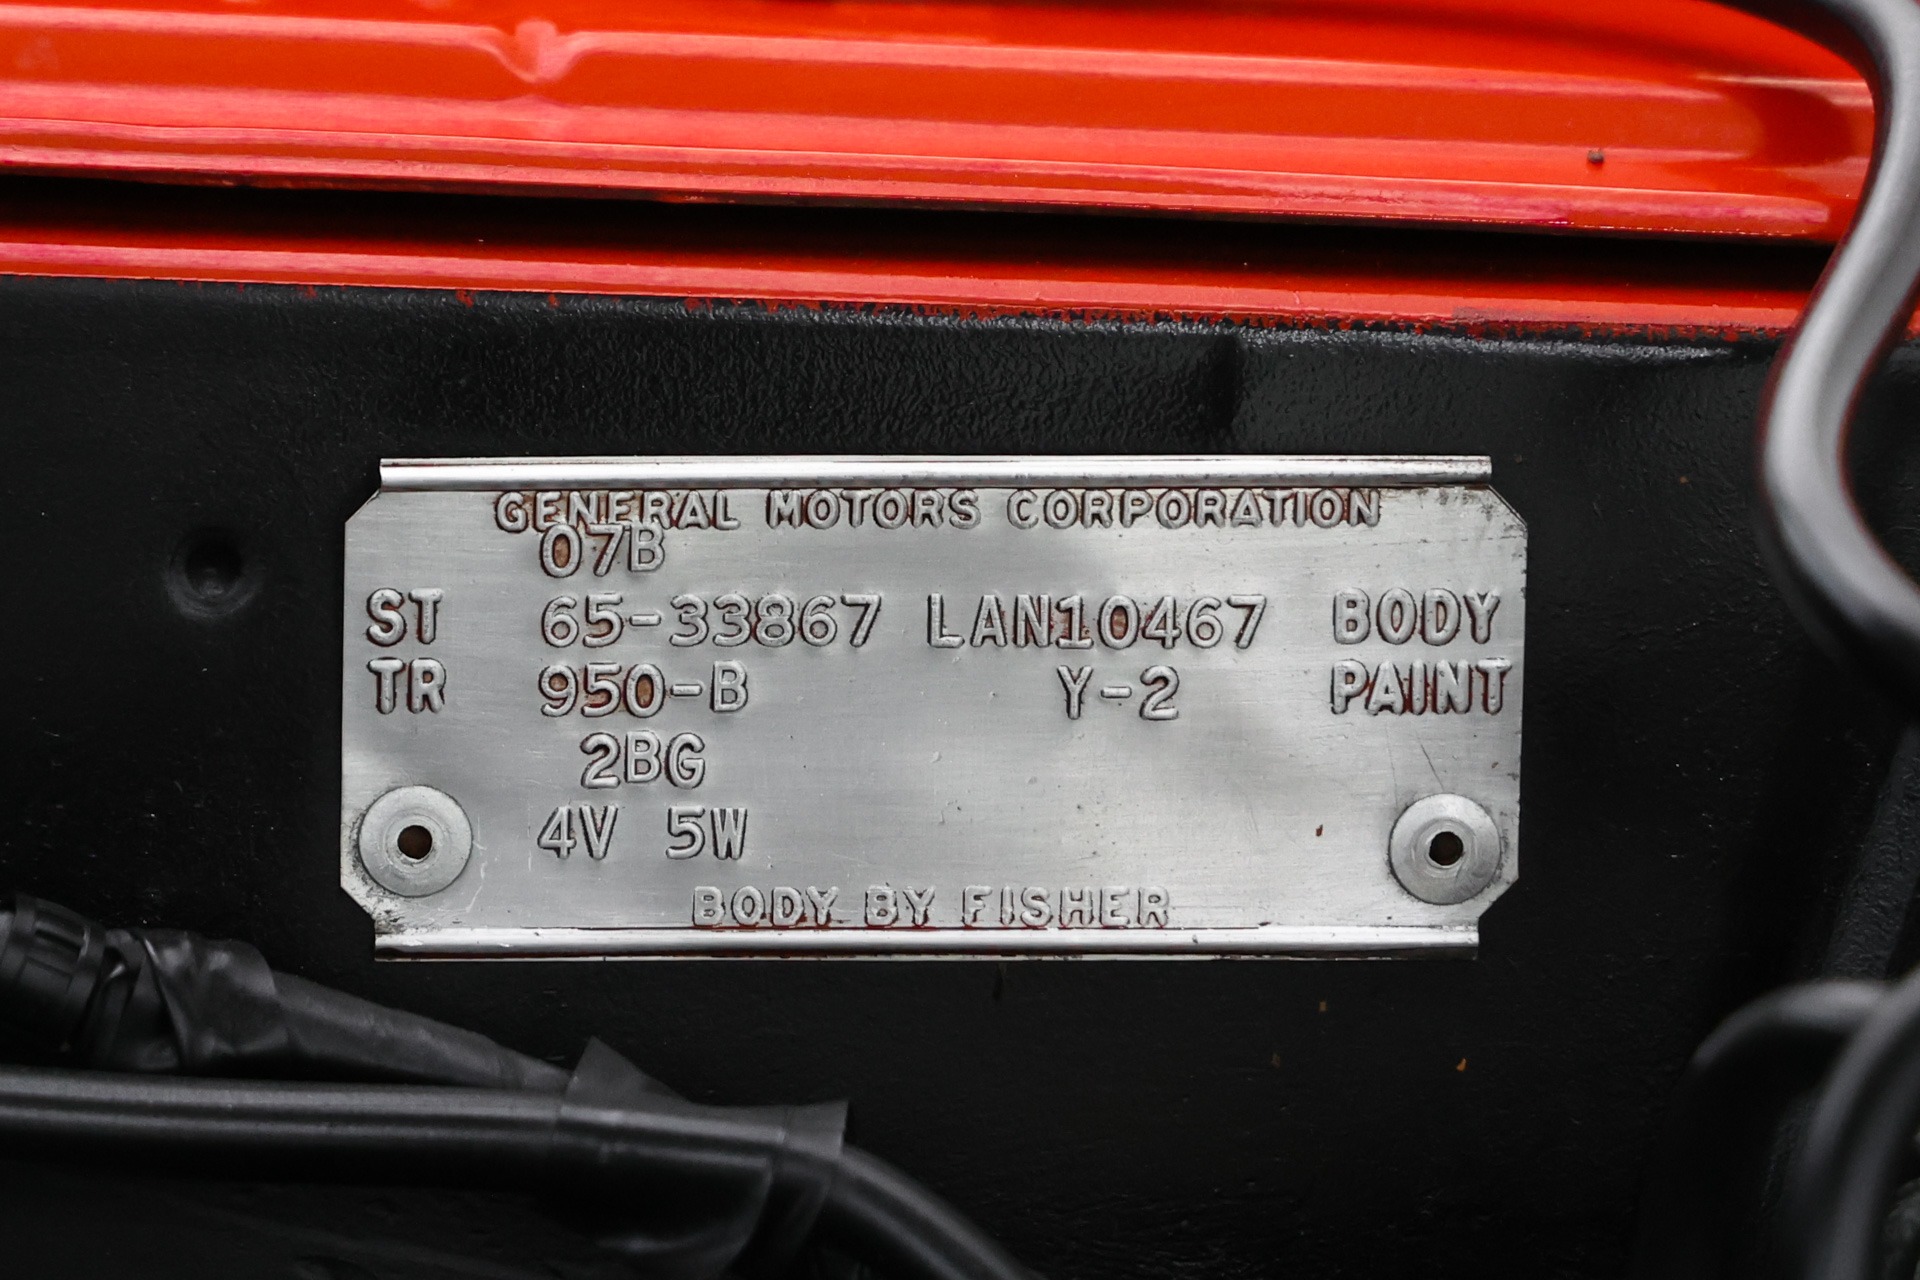 GENERAL MOTORS CORPORATION
07B
ST 65-33867 LAN10467 BODY
TR 950-B Y-2 PAINT
2BG
4V 5W
BODY BY FISHER